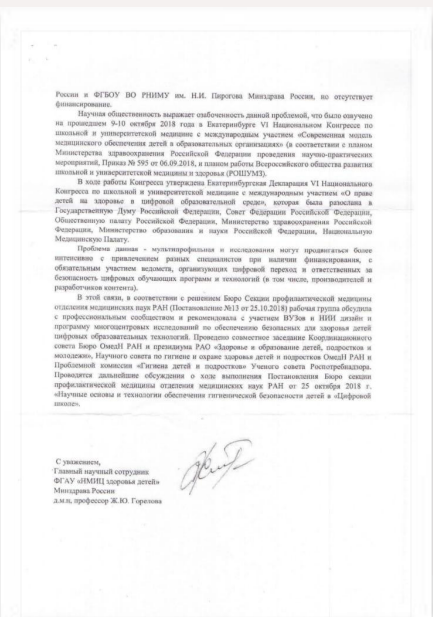 России и ФГБОУ ВО РНИМУ им. Н.И. Пирогова Минздрава России, но отсутствует
финансирование.
Научная общественность выражает озабоченность данной проблемой, что было озвучено
на прошедшем 9-10 октября 2018 года в Екатеринбурге VI Национальном Конгрессе по
школьной и университетской медицине с международным участием «Современная модель
медицинского обеспечения детей в образовательных организациях» (в соответствии с планом
Министерства здравоохранения Российской Федерации проведения научно-практических
мероприятий, Приказ № 595 от 06.09.2018, и планом работы Всероссийского общества развития
школьной и университетской медицины и здоровья (РОШУМЗ).
В ходе работы Конгресса утверждена Екатеринбургская Декларация VI Национального
Конгресса по школьной и университетской медицине с международным участием «О праве
детей на здоровье в цифровой образовательной среде», которая была разослана в
Государственную Думу Российской Федерации, Совет Федерации Российской Федерации,
Общественную палату Российской Федерации, Министерство здравоохранения Российской
Федерации, Министерство образования и науки Российской Федерации, Национальную
Медицинскую Палату.
Проблема данная - мультипрофильная и исследования могут продвигаться более
интенсивно с привлечением разных специалистов при наличии финансирования, с
обязательным участием ведомств, организующих цифровой переход и ответственных за
безопасность цифровых обучающих программ и технологий (в том числе, производителей и
разработчиков контента).
В этой связи, в соответствии с решением Бюро Секции профилактической медицины
отделения медицинских наук РАН (Постановление №13 от 25.10.2018) рабочая группа обсудила
с профессиональным сообществом и рекомендовала с участием ВУЗов и НИИ дизайн и
программу многоцентровых исследований по обеспечению безопасных для здоровья детей
цифровых образовательных технологий. Проведено совместное заседание Координационного
совета Бюро ОмедН РАН и президиума РАО «Здоровье и образование детей, подростков и
молодежи», Научного совета по гигиене и охране здоровья детей и подростков ОмедН РАН и
Проблемной комиссии «Гигиена детей и подростков» Ученого совета Роспотребнадзора.
Проводятся дальнейшие обсуждения о ходе выполнения Постановления Бюро секции
профилактической медицины отделения медицинских наук РАН от 25 октября 2018 г.
«Научные основы и технологии обеспечения гигиенической безопасности детей в «Цифровой
школе».
С уважением,
Главный научный сотрудник
ФГАУ «НМИЦ здоровья детей»
Минздрава России
д.м.н, профессор Ж.Ю. Горелова